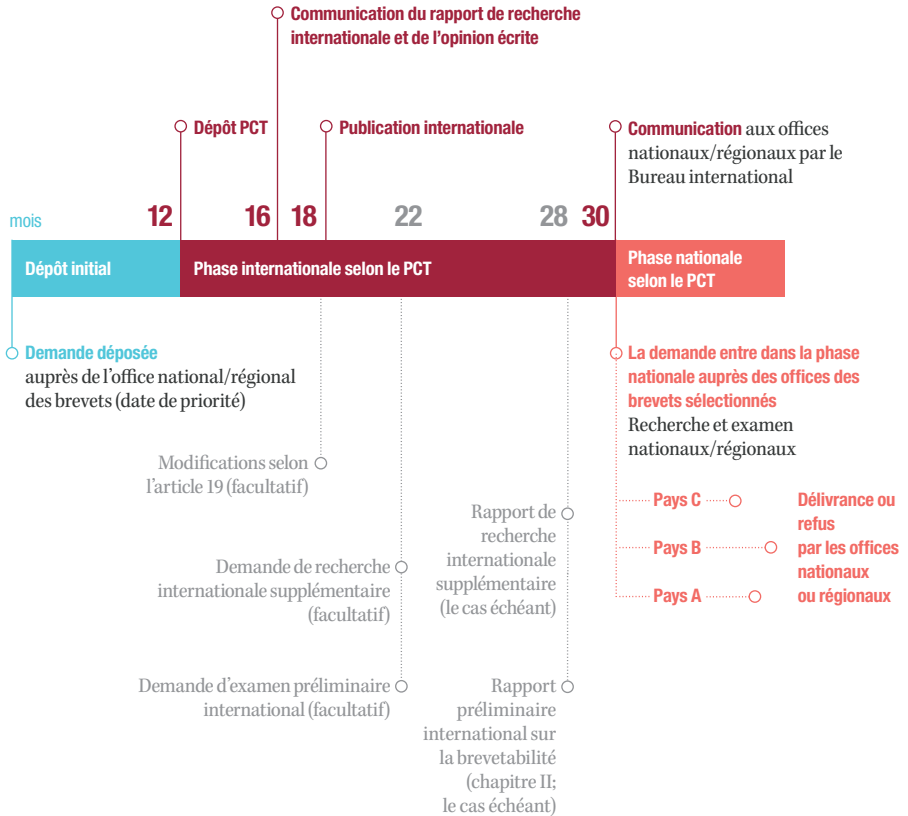 Communication du rapport de recherche
internationale et de l'opinion écrite
Dépôt PCT
Publication internationale
Communication aux offices
nationaux/régionaux par le
Bureau international
mois
12
16
18
22
28
30
Dépôt initial
Phase internationale selon le PCT
Phase nationale
selon le PCT
Demande déposée
auprès de l'office national/régional
des brevets (date de priorité)
La demande entre dans la phase
nationale auprès des offices des
brevets sélectionnés
Recherche et examen
nationaux/régionaux
Modifications selon
l'article 19 (facultatif)
Demande de recherche
internationale supplémentaire
(facultatif)
Demande d'examen préliminaire
international (facultatif)
Rapport de
recherche
internationale
supplémentaire
(le cas échéant)
Rapport
préliminaire
international sur
la brevetabilité
(chapitre II;
le cas échéant)
Pays C
Pays B
Pays A
Délivrance ou
refus
par les offices
nationaux
ou régionaux